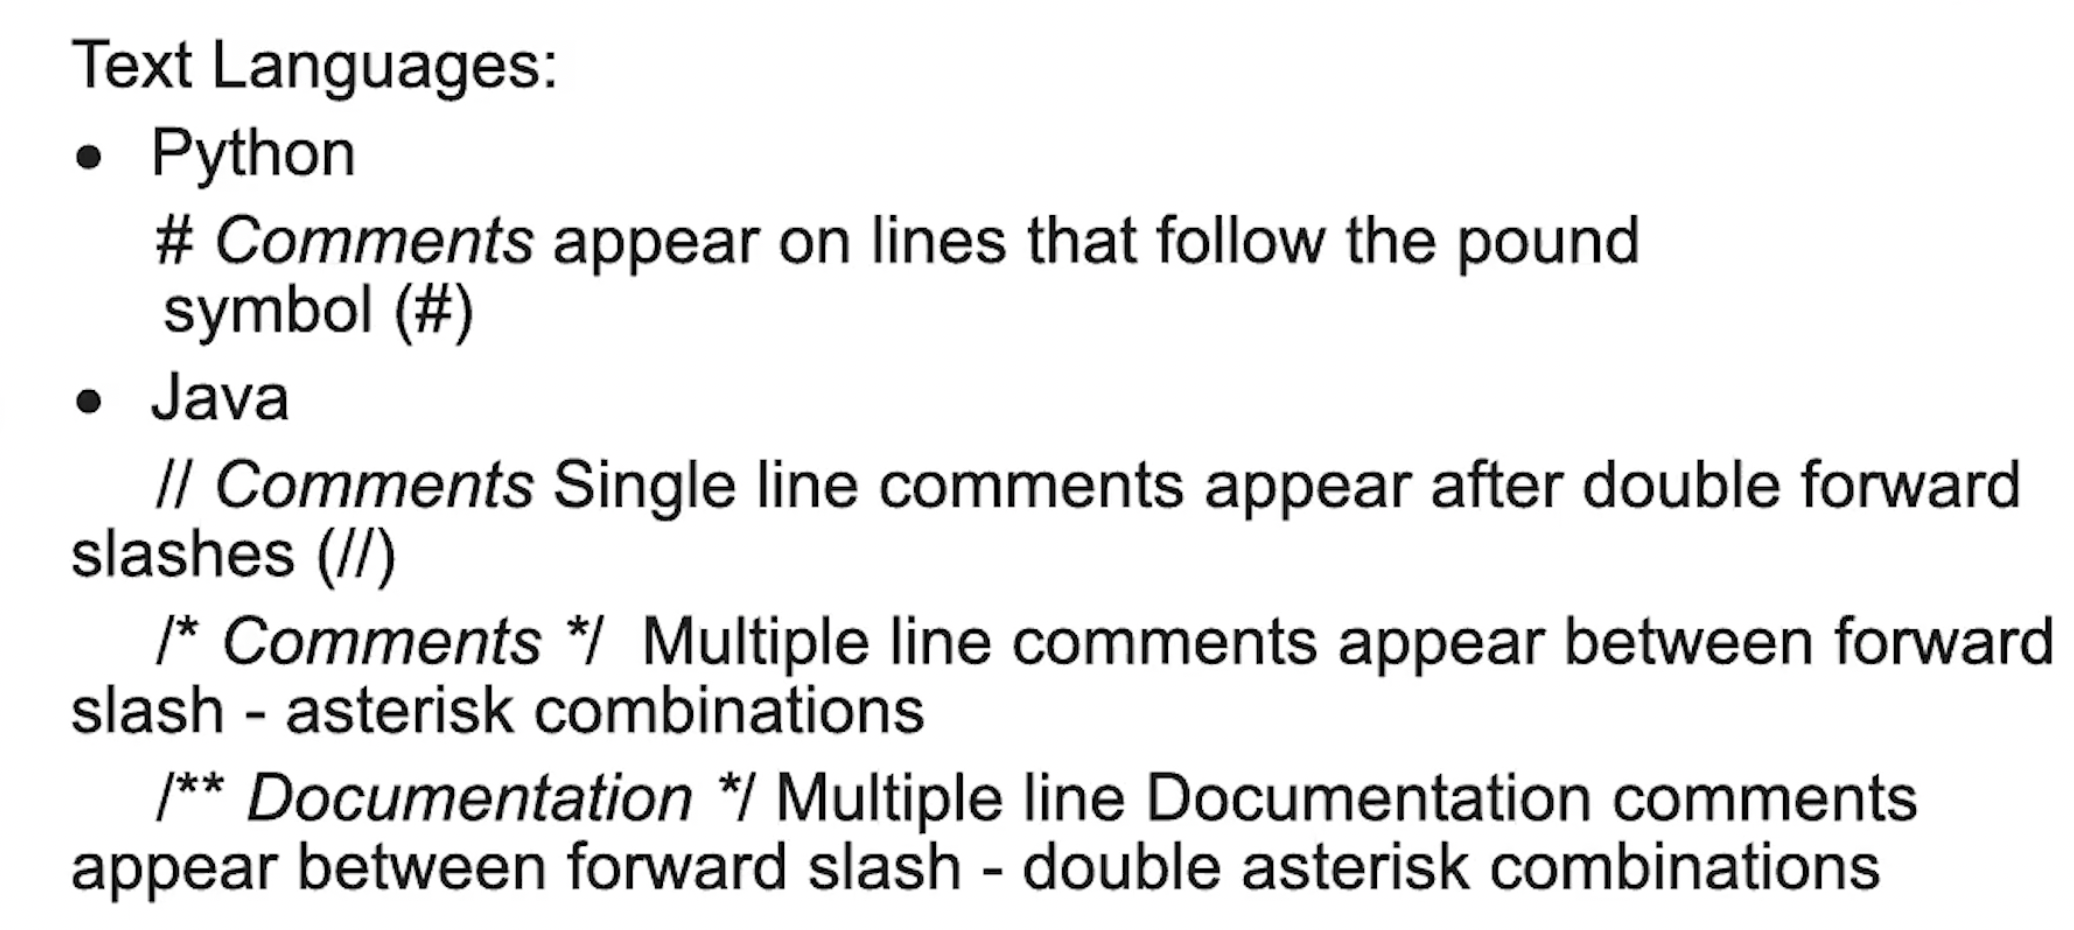 Text Languages:
● Python
# Comments appear on lines that follow the pound
symbol (#)
● Java
// Comments Single line comments appear after double forward
slashes (//)
/* Comments */  Multiple line comments appear between forward
slash - asterisk combinations
/** Documentation */ Multiple line Documentation comments
appear between forward slash - double asterisk combinations